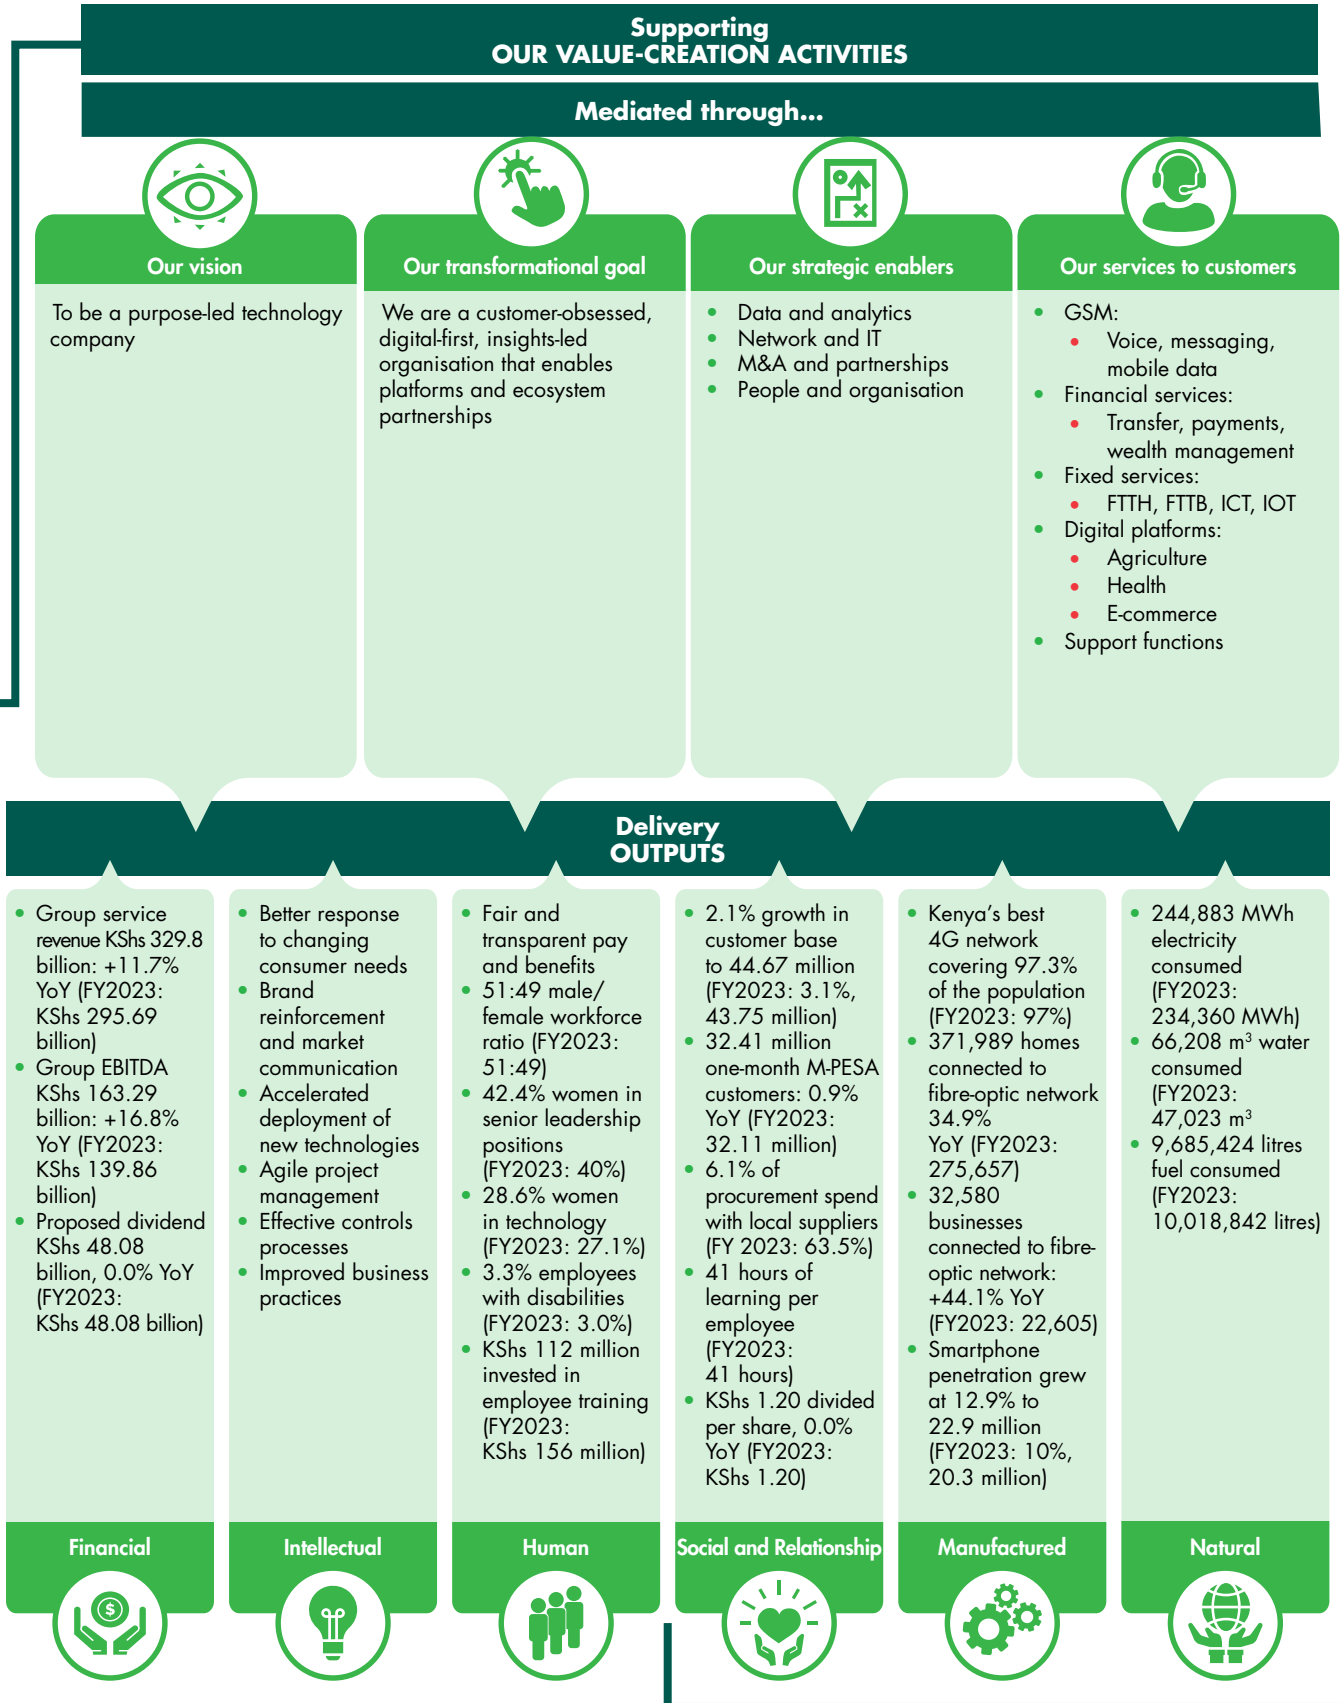 Supporting
OUR VALUE-CREATION ACTIVITIES
Mediated through...
Our vision
To be a purpose-led technology
company
Our transformational goal
We are a customer-obsessed,
digital-first, insights-led
organisation that enables
platforms and ecosystem
partnerships
Our strategic enablers
• Data and analytics
• Network and IT
• M&A and partnerships
• People and organisation
Our services to customers
• GSM:
• Voice, messaging,
mobile data
• Financial services:
• Transfer, payments,
wealth management
• Fixed services:
• FTTH, FTTB, ICT, IOT
• Digital platforms:
• Agriculture
• Health
• E-commerce
• Support functions
Delivery
OUTPUTS
• Group service
revenue KShs 329.8
billion: +11.7%
YoY (FY2023:
KShs 295.69
billion)
• Group EBITDA
KShs 163.29
billion: +16.8%
YoY (FY2023:
KShs 139.86
billion)
• Proposed dividend
KShs 48.08
billion, 0.0% YoY
(FY2023:
KShs 48.08 billion)
Financial
$
• Better response
to changing
consumer needs
• Brand
reinforcement
and market
communication
• Accelerated
deployment of
new technologies
• Agile project
management
• Effective controls
processes
• Improved business
practices
Intellectual
• Fair and
transparent pay
and benefits
• 51:49 male/
female workforce
ratio (FY2023:
51:49)
• 42.4% women in
senior leadership
positions
(FY2023: 40%)
• 28.6% women
in technology
(FY2023: 27.1%)
• 3.3% employees
with disabilities
(FY2023: 3.0%)
• KShs 112 million
invested in
employee training
(FY2023:
KShs 156 million)
Human
• 2.1% growth in
customer base
to 44.67 million
(FY2023: 3.1%,
43.75 million)
• 32.41 million
one-month M-PESA
customers: 0.9%
YoY (FY2023:
32.11 million)
• 6.1% of
procurement spend
with local suppliers
(FY 2023: 63.5%)
• 41 hours of
learning per
employee
(FY2023:
41 hours)
• KShs 1.20 divided
per share, 0.0%
YoY (FY2023:
KShs 1.20)
Social and Relationship
• Kenya's best
4G network
covering 97.3%
of the population
(FY2023: 97%)
• 371,989 homes
connected to
fibre-optic network
34.9%
YoY (FY2023:
275,657)
• 32,580
businesses
connected to fibre-
optic network:
+44.1% YoY
(FY2023: 22,605)
• Smartphone
penetration grew
at 12.9% to
22.9 million
(FY2023: 10%,
20.3 million)
Manufactured
• 244,883 MWh
electricity
consumed
(FY2023:
234,360 MWh)
• 66,208 m³ water
consumed
(FY2023:
47,023 m³
• 9,685,424 litres
fuel consumed
(FY2023:
10,018,842 litres)
Natural